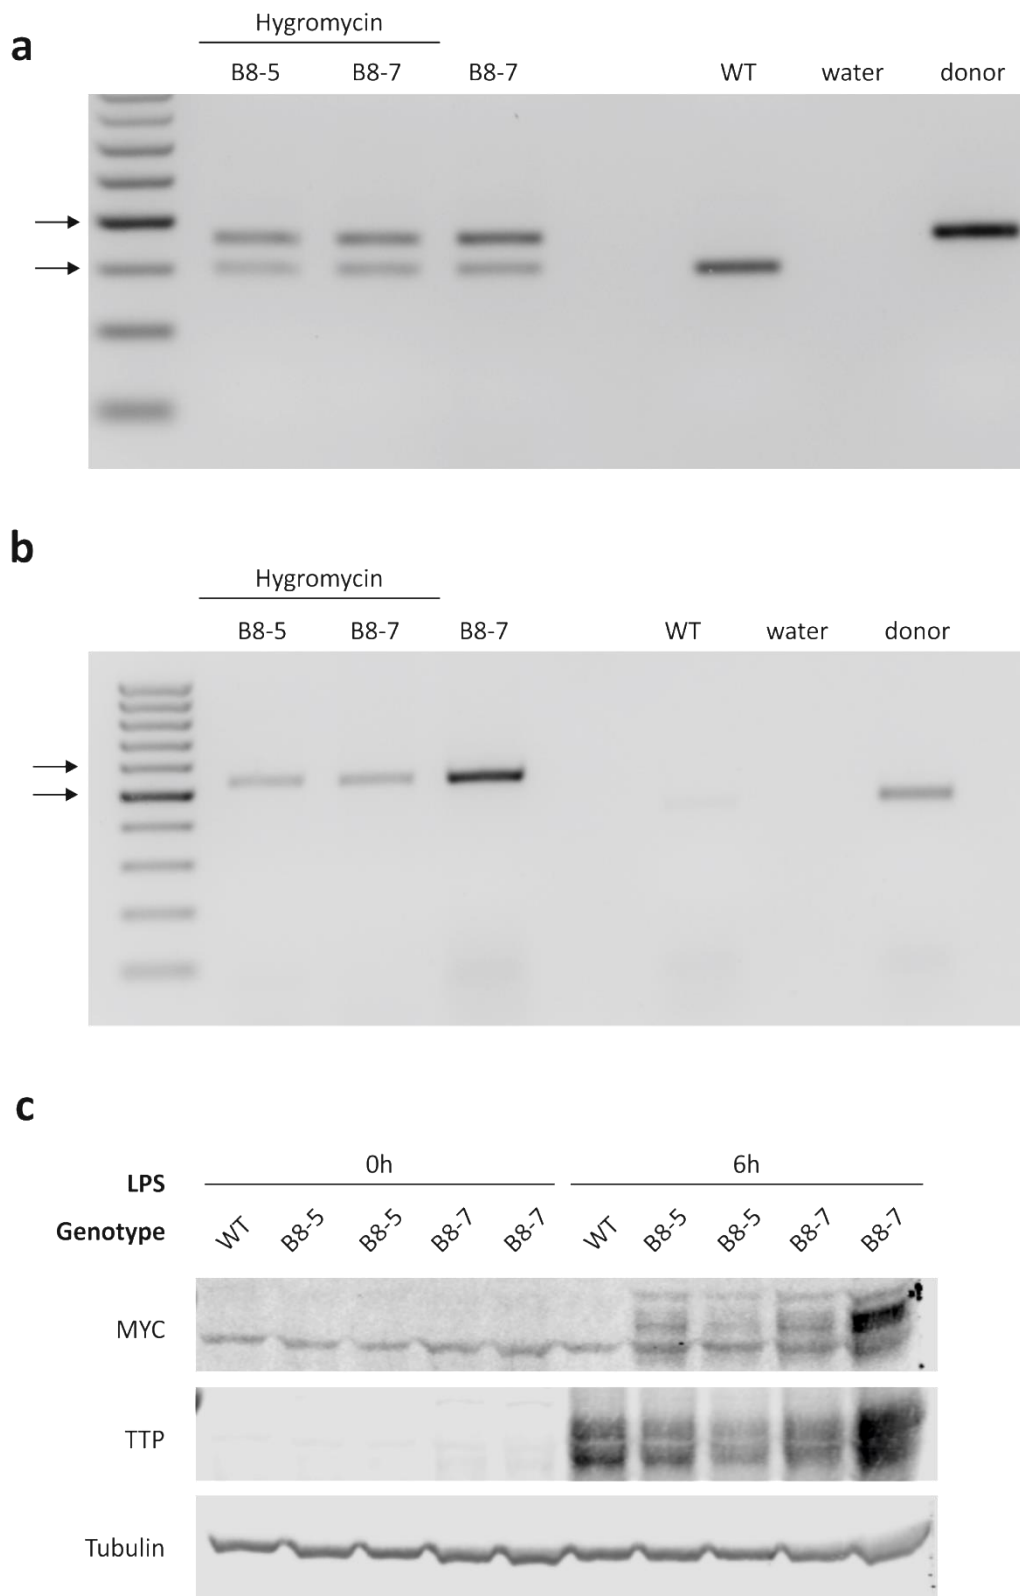 a
Hygromycin
B8-5 B8-7 B8-7 WT water donor
b
Hygromycin
B8-5 B8-7 B8-7 WT water donor
c
LPS 0h 6h
Genotype WT B8-5 B8-5 B8-7 B8-7 WT B8-5 B8-5 B8-7 B8-7
MYC
TTP
Tubulin